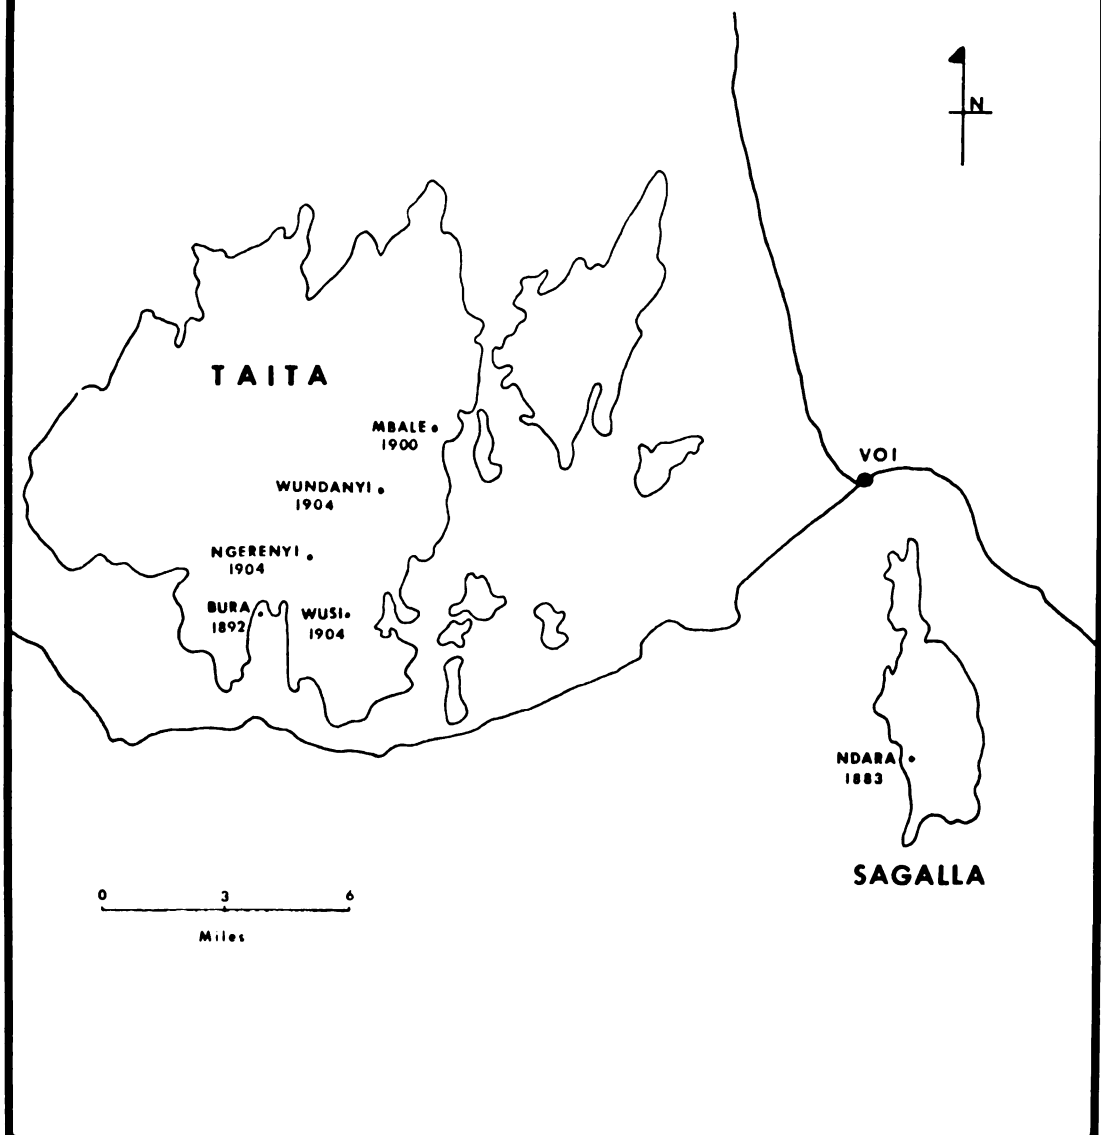 N
TAITA
MBALE
1900
VOI
WUNDANYI
1904
NGERENYI
1904
BURA
1892
WUSI
1904
NDARA
1883
SAGALLA
0 3 6
Miles